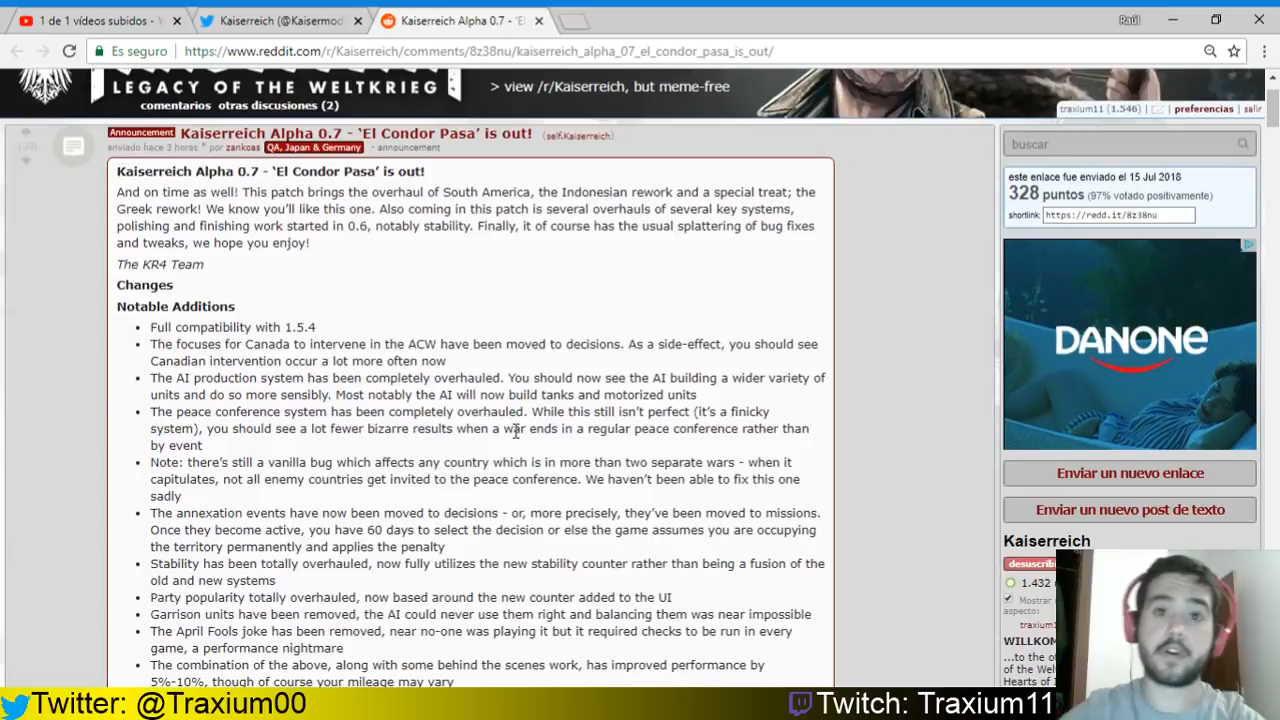 1 de 1 vídeos subidos - Y
Kaiserreich (@Kaisermod
Kaiserreich Alpha 0.7 - 'El
Raúl
Es seguro
https://www.reddit.com/r/Kaiserreich/comments/8z38nu/kaiserreich_alpha_07_el_condor_pasa_is_out/
LEGACY OF THE WELTKRIEG
> view /r/Kaiserreich, but meme-free
comentarios otras discusiones (2)
traxium11 (1.546) preferencias salir
Announcement Kaiserreich Alpha 0.7 - 'El Condor Pasa' is out! (self.Kaiserreich)
enviado hace 3 horas * por zankoas QA, Japan & Germany - announcement
Kaiserreich Alpha 0.7 - 'El Condor Pasa' is out!
And on time as well! This patch brings the overhaul of South America, the Indonesian rework and a special treat; the
Greek rework! We know you'll like this one. Also coming in this patch is several overhauls of several key systems,
polishing and finishing work started in 0.6, notably stability. Finally, it of course has the usual splattering of bug fixes
and tweaks, we hope you enjoy!
The KR4 Team
Changes
Notable Additions
• Full compatibility with 1.5.4
• The focuses for Canada to intervene in the ACW have been moved to decisions. As a side-effect, you should see
Canadian intervention occur a lot more often now
• The AI production system has been completely overhauled. You should now see the AI building a wider variety of
units and do so more sensibly. Most notably the AI will now build tanks and motorized units
• The peace conference system has been completely overhauled. While this still isn't perfect (it's a finicky
system), you should see a lot fewer bizarre results when a war ends in a regular peace conference rather than
by event
• Note: there's still a vanilla bug which affects any country which is in more than two separate wars - when it
capitulates, not all enemy countries get invited to the peace conference. We haven't been able to fix this one
sadly
• The annexation events have now been moved to decisions - or, more precisely, they've been moved to missions.
Once they become active, you have 60 days to select the decision or else the game assumes you are occupying
the territory permanently and applies the penalty
• Stability has been totally overhauled, now fully utilizes the new stability counter rather than being a fusion of the
old and new systems
• Party popularity totally overhauled, now based around the new counter added to the UI
• Garrison units have been removed, the AI could never use them right and balancing them was near impossible
• The April Fools joke has been removed, near no-one was playing it but it required checks to be run in every
game, a performance nightmare
• The combination of the above, along with some behind the scenes work, has improved performance by
5%-10%, though of course your mileage may vary
buscar
este enlace fue enviado el 15 Jul 2018
328 puntos (97% votado positivamente)
shortlink: https://redd.it/8z38nu
DANONE
Enviar un nuevo enlace
Enviar un nuevo post de texto
Kaiserreich
desuscribi
1.432
Mostrar
aspecto:
traxium1
WILLKOM
...to the o
of the Wel
Hearts of I
Twitter: @Traxium00
Twitch: Traxium11